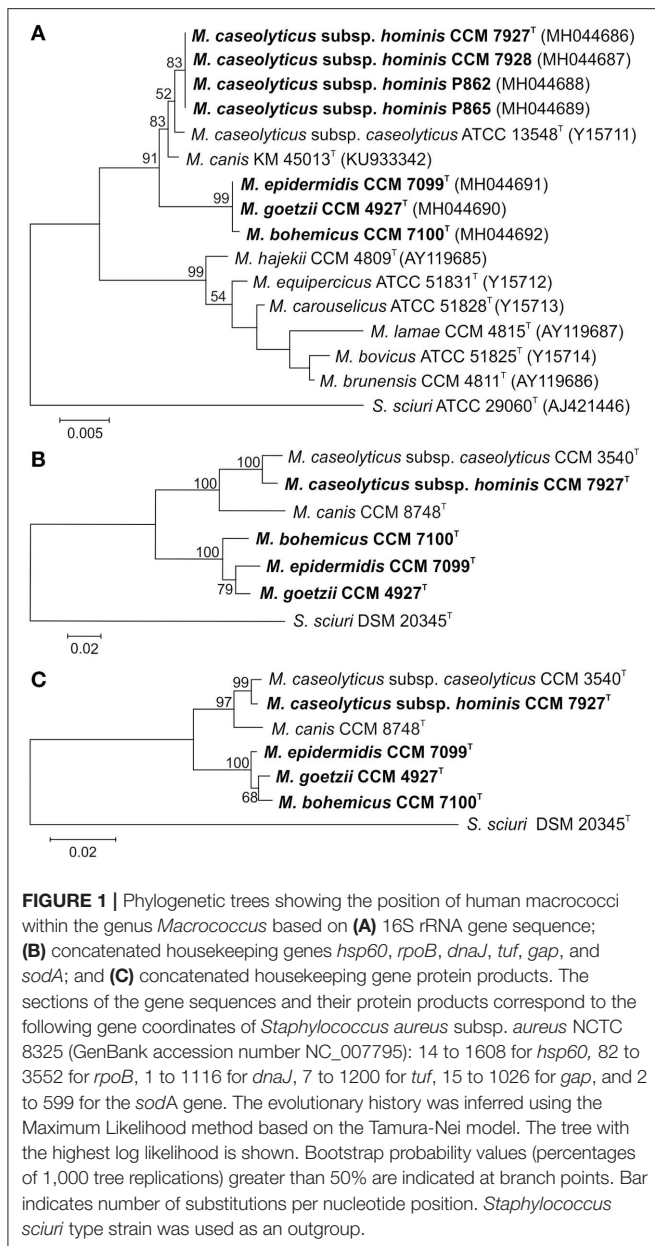 A
M. caseolyticus subsp. hominis CCM 7927T (MH044686)
M. caseolyticus subsp. hominis CCM 7928 (MH044687)
83
M. caseolyticus subsp. hominis P862 (MH044688)
52
M. caseolyticus subsp. hominis P865 (MH044689)
83
M. caseolyticus subsp. caseolyticus ATCC 13548T (Y15711)
91
M. canis KM 45013T (KU933342)
M. epidermidis CCM 7099T (MH044691)
99
M. goetzii CCM 4927T (MH044690)
M. bohemicus CCM 7100T (MH044692)
M. hajekii CCM 4809T (AY119685)
99
M. equipercicus ATCC 51831T (Y15712)
54
M. carouselicus ATCC 51828T (Y15713)
M. lamae CCM 4815T (AY119687)
M. bovicus ATCC 51825T (Y15714)
M. brunensis CCM 4811T (AY119686)
S. sciuri ATCC 29060T (AJ421446)
0.005
B
M. caseolyticus subsp. caseolyticus CCM 3540T
100
M. caseolyticus subsp. hominis CCM 7927T
100
M. canis CCM 8748T
M. bohemicus CCM 7100T
100
M. epidermidis CCM 7099T
79
M. goetzii CCM 4927T
S. sciuri DSM 20345T
0.02
C
M. caseolyticus subsp. caseolyticus CCM 3540T
99
M. caseolyticus subsp. hominis CCM 7927T
97
M. canis CCM 8748T
M. epidermidis CCM 7099T
100
M. goetzii CCM 4927T
68
M. bohemicus CCM 7100T
S. sciuri DSM 20345T
0.02
FIGURE 1 | Phylogenetic trees showing the position of human macrococci
within the genus Macrococcus based on (A) 16S rRNA gene sequence;
(B) concatenated housekeeping genes hsp60, rpoB, dnaJ, tuf, gap, and
sodA; and (C) concatenated housekeeping gene protein products. The
sections of the gene sequences and their protein products correspond to the
following gene coordinates of Staphylococcus aureus subsp. aureus NCTC
8325 (GenBank accession number NC_007795): 14 to 1608 for hsp60, 82 to
3552 for rpoB, 1 to 1116 for dnaJ, 7 to 1200 for tuf, 15 to 1026 for gap, and 2
to 599 for the sodA gene. The evolutionary history was inferred using the
Maximum Likelihood method based on the Tamura-Nei model. The tree with
the highest log likelihood is shown. Bootstrap probability values (percentages
of 1,000 tree replications) greater than 50% are indicated at branch points. Bar
indicates number of substitutions per nucleotide position. Staphylococcus
sciuri type strain was used as an outgroup.